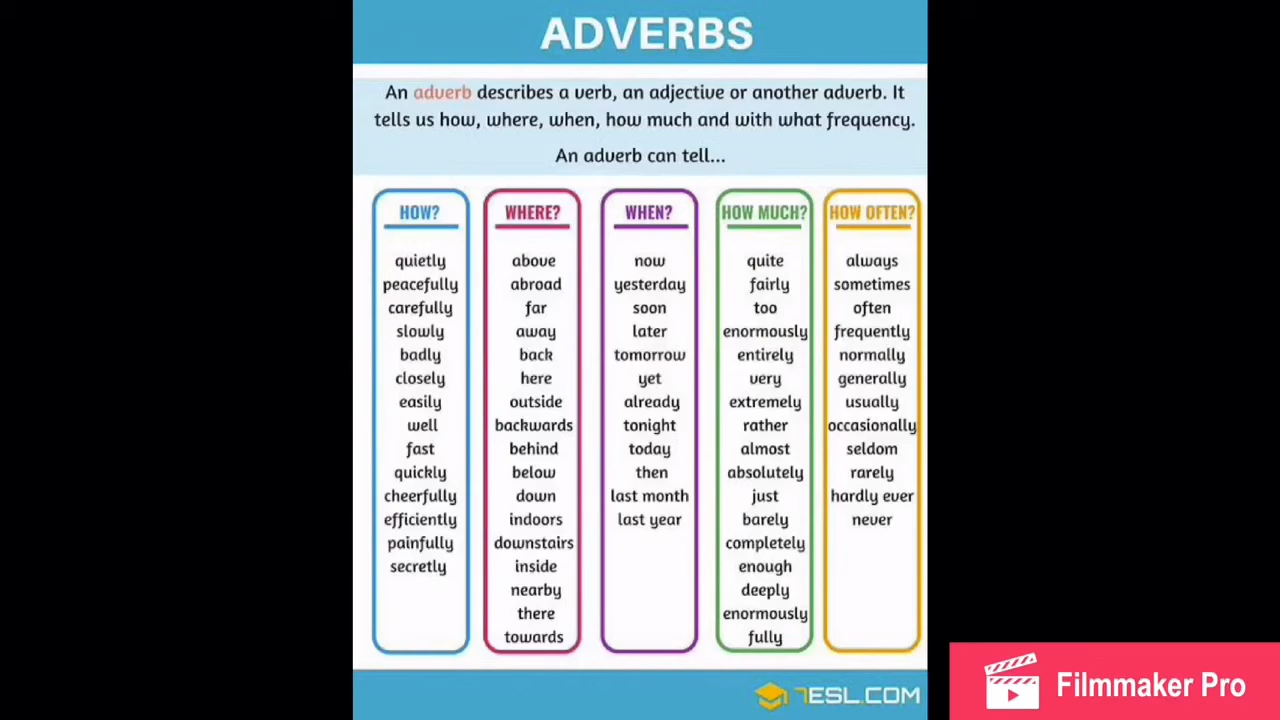 ADVERBS
An adverb describes a verb, an adjective or another adverb. It
tells us how, where, when, how much and with what frequency.
An adverb can tell...
HOW?
quietly
peacefully
carefully
slowly
badly
closely
easily
well
fast
quickly
cheerfully
efficiently
painfully
secretly
WHERE?
above
abroad
far
away
back
here
outside
backwards
behind
below
down
indoors
downstairs
inside
nearby
there
towards
WHEN?
now
yesterday
soon
later
tomorrow
yet
already
tonight
today
then
last month
last year
HOW MUCH?
quite
fairly
too
enormously
entirely
very
extremely
rather
almost
absolutely
just
barely
completely
enough
deeply
enormously
fully
HOW OFTEN?
always
sometimes
often
frequently
normally
generally
usually
occasionally
seldom
rarely
hardly ever
never
7ESL.COM
Filmmaker Pro